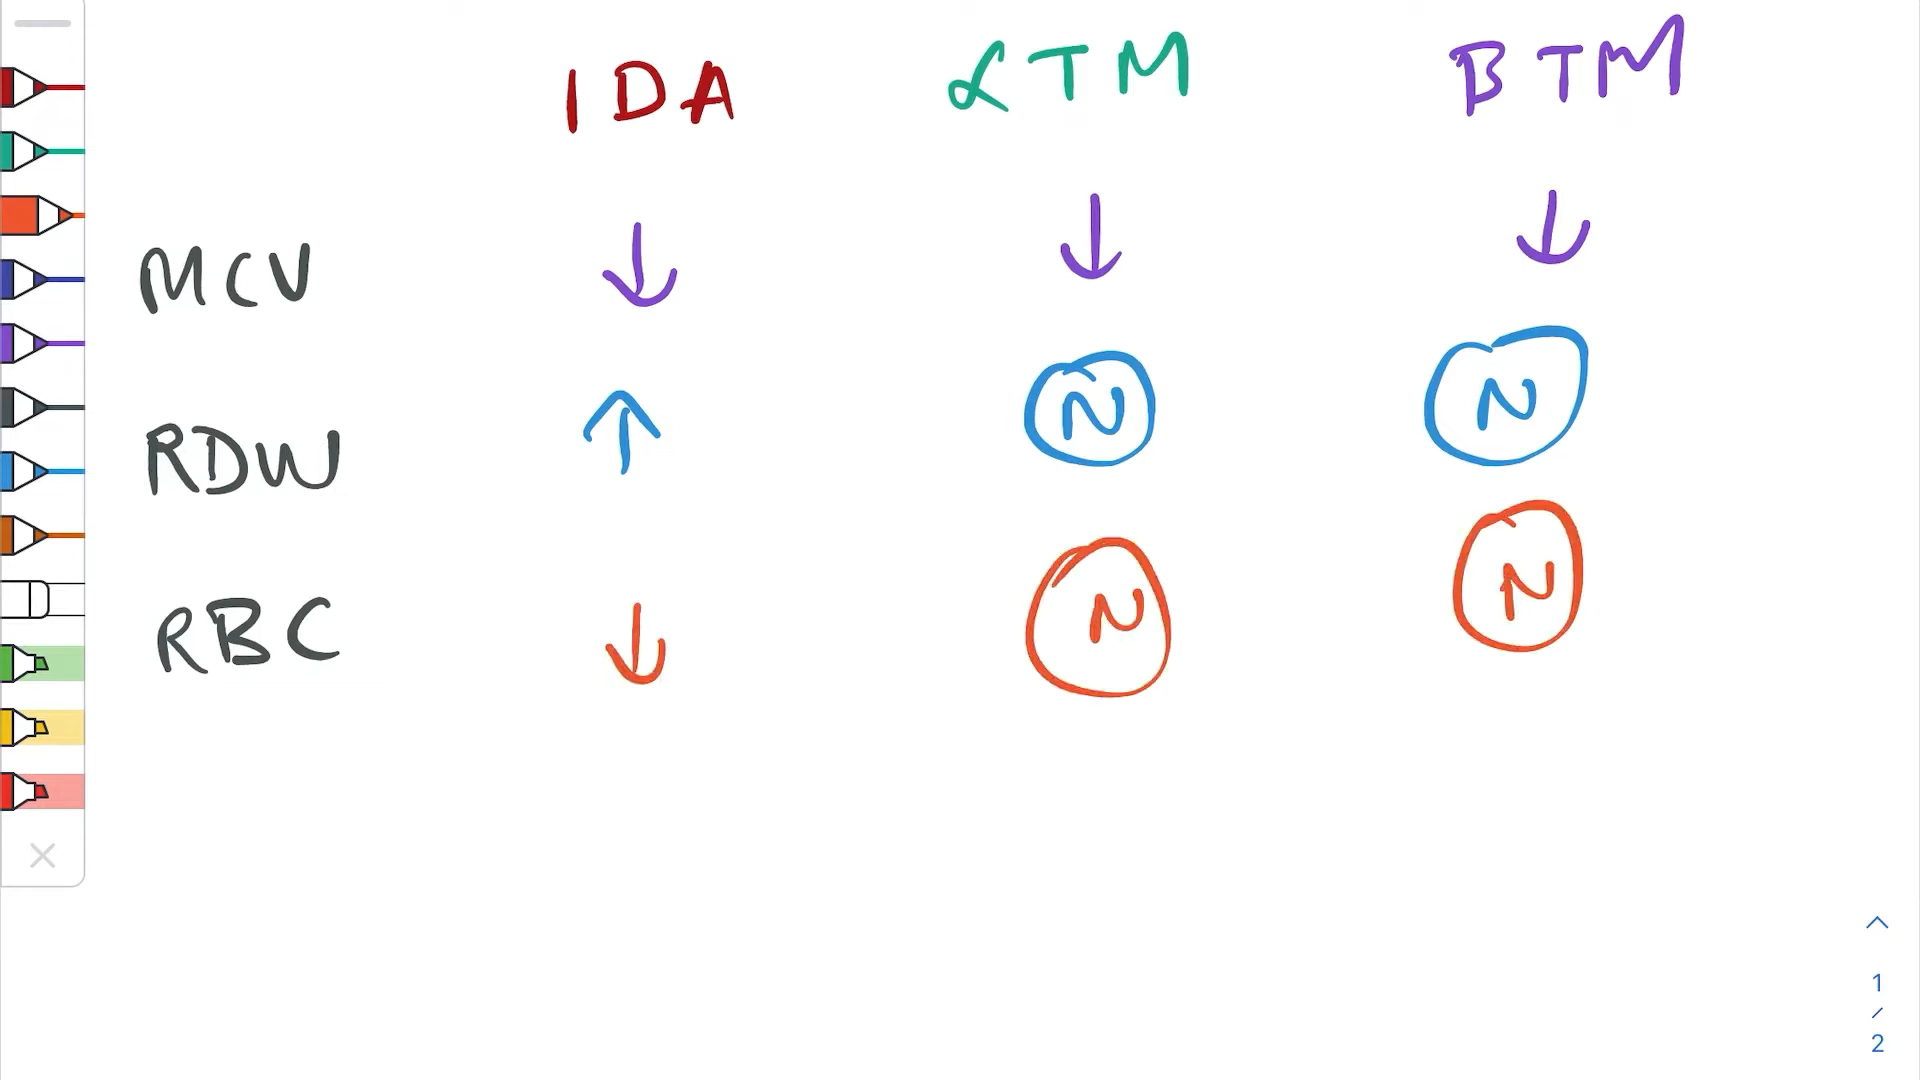 IDA αTM βTM
MCV ↓ ↓ ↓
RDW ↑ N N
RBC ↓ N N
1
/
2